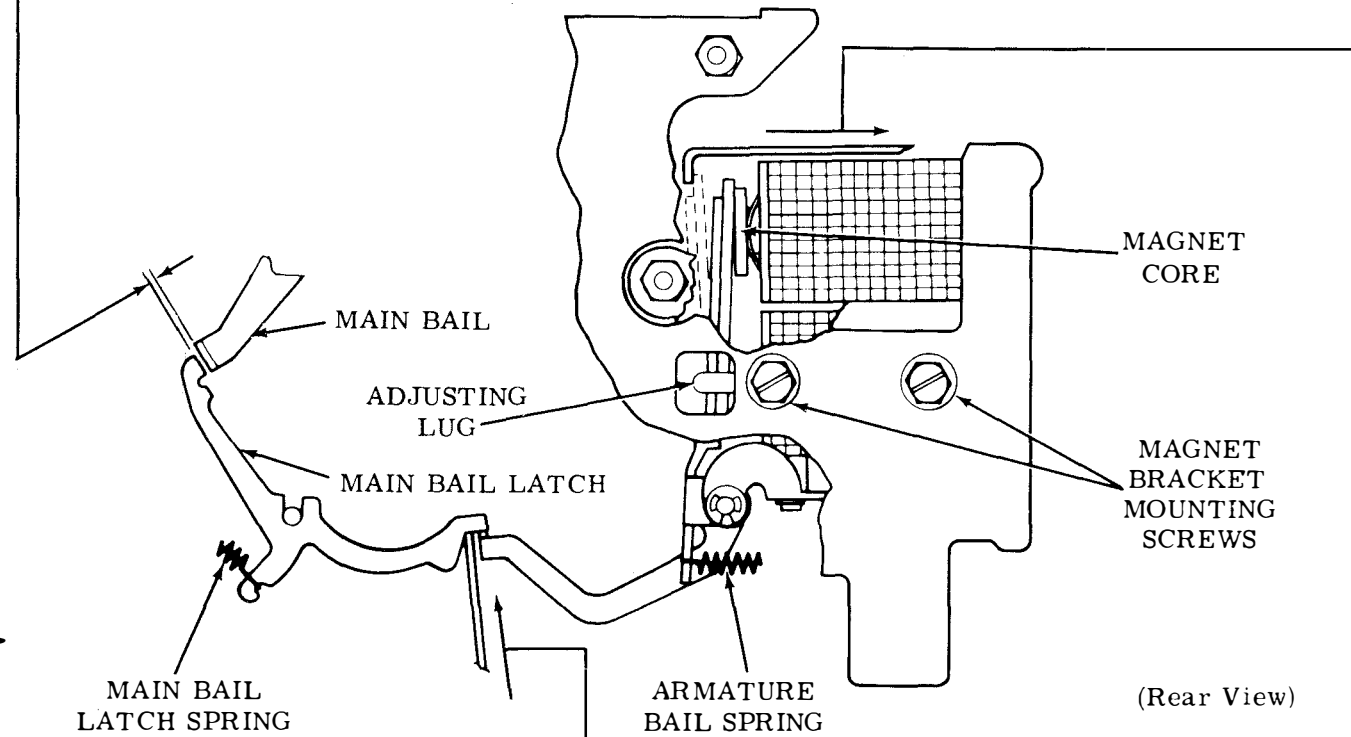 MAGNET
CORE
MAIN BAIL
ADJUSTING
LUG
MAIN BAIL LATCH
MAGNET
BRACKET
MOUNTING
SCREWS
MAIN BAIL
LATCH SPRING
ARMATURE
BAIL SPRING
(Rear View)